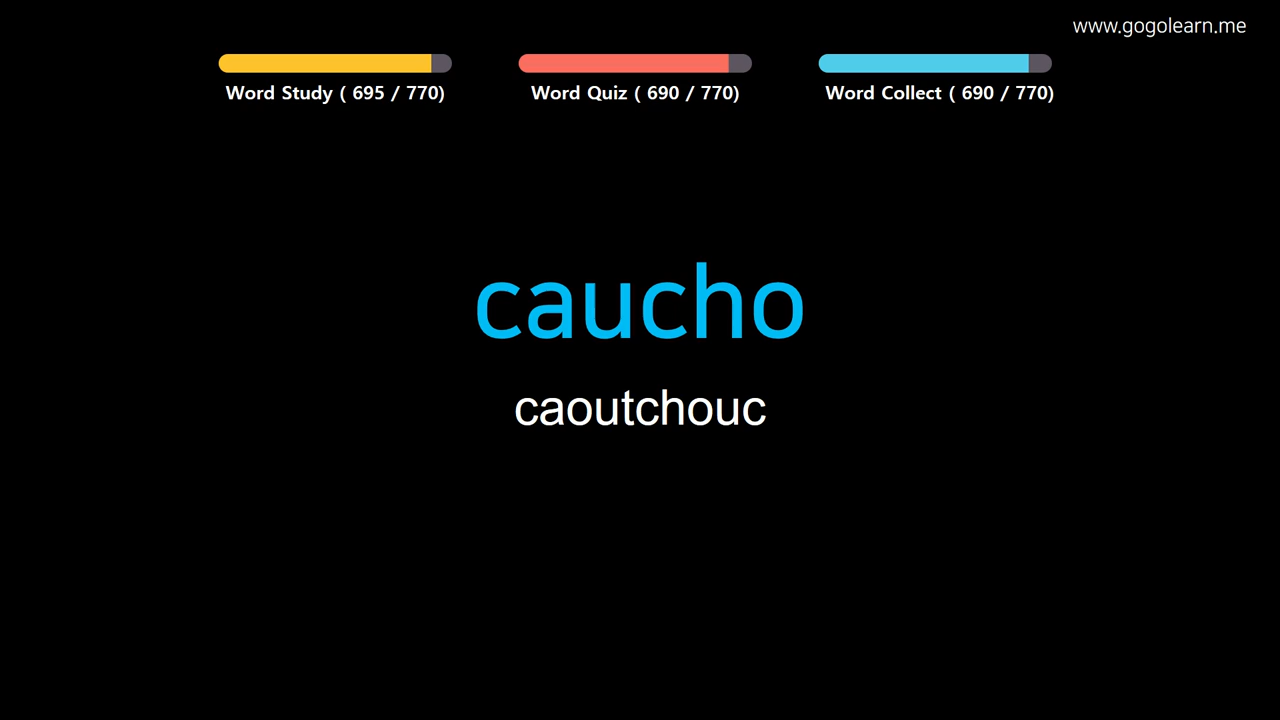 www.gogolearn.me
Word Study ( 695 / 770)
Word Quiz ( 690 / 770)
Word Collect ( 690 / 770)
caucho
caoutchouc